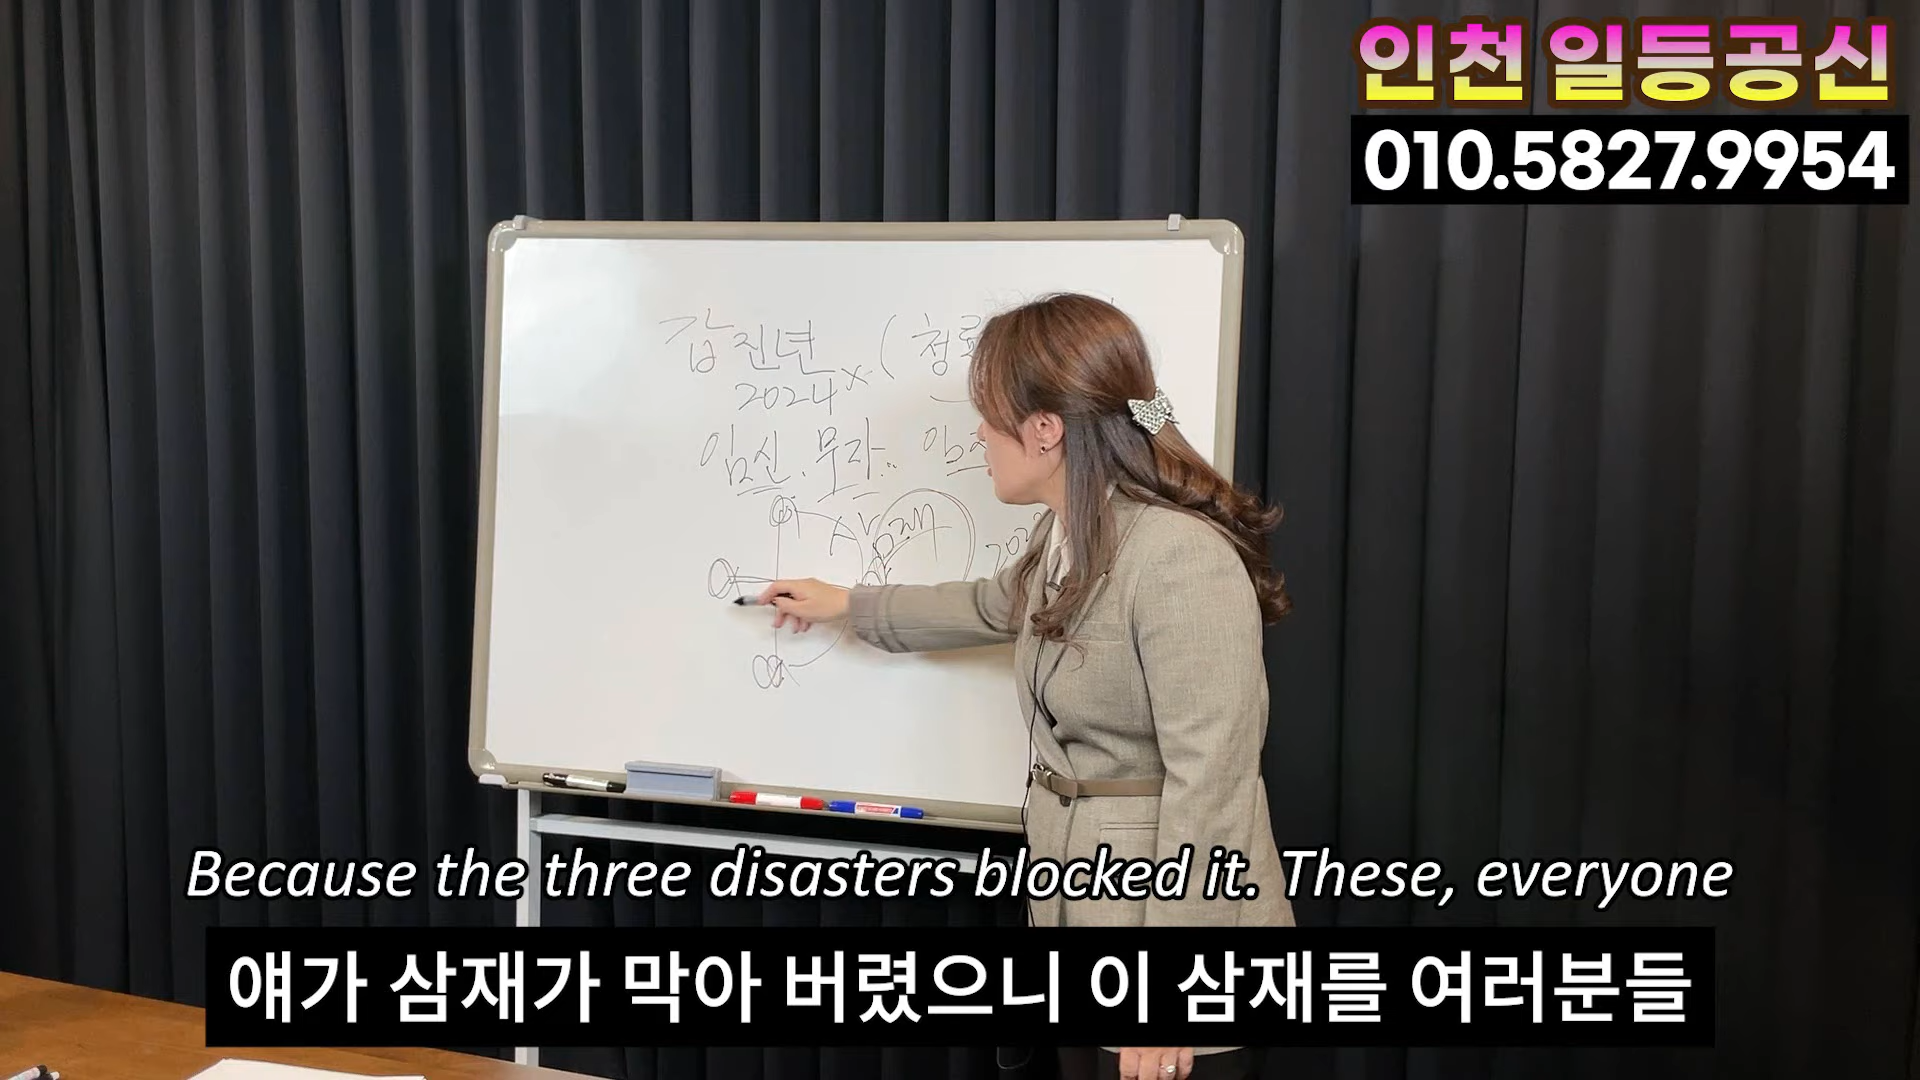 인천 일등공신
010.5827.9954
갑진년 (청룡
2024
임신. 무자.
삼재
Because the three disasters blocked it. These, everyone
얘가 삼재가 막아 버렸으니 이 삼재를 여러분들